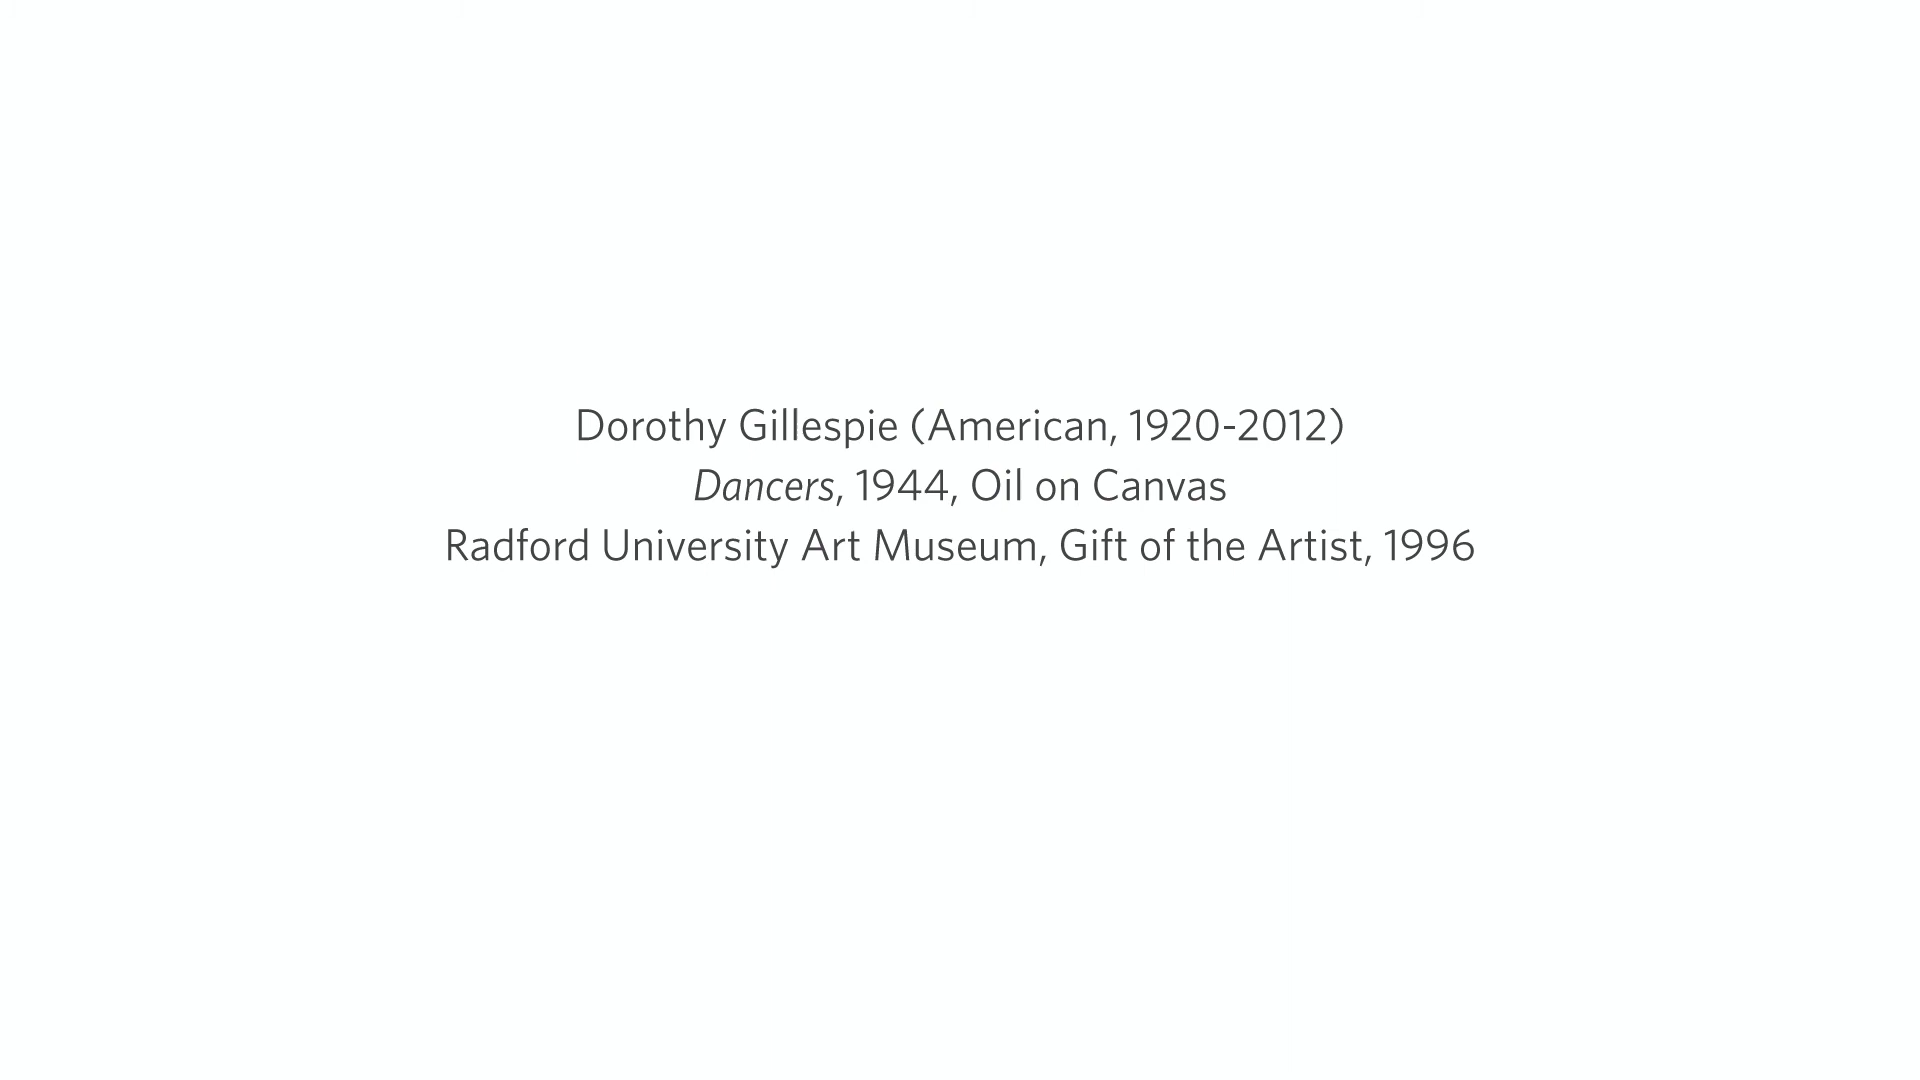 Dorothy Gillespie (American, 1920-2012)
Dancers, 1944, Oil on Canvas
Radford University Art Museum, Gift of the Artist, 1996